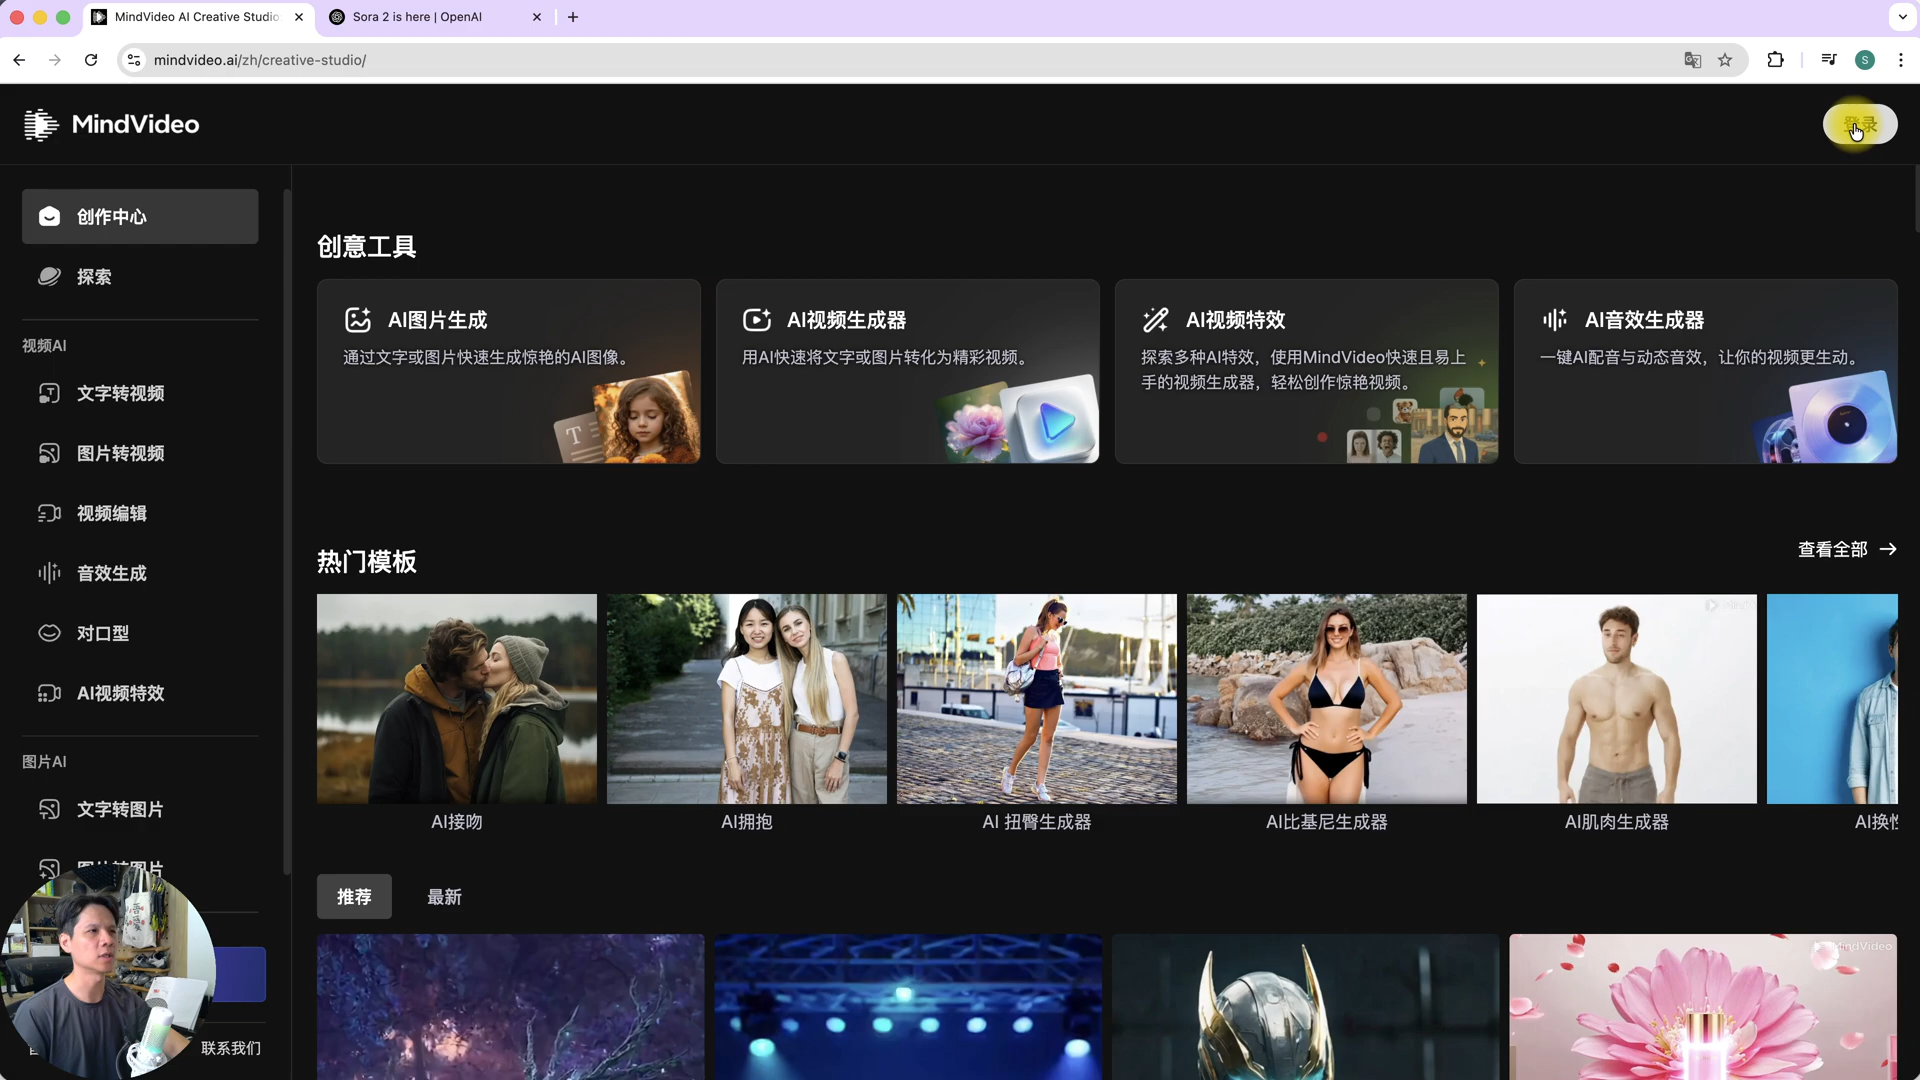 MindVideo AI Creative Studio
Sora 2 is here | OpenAI
mindvideo.ai/zh/creative-studio/
S
MindVideo
登录
创作中心
探索
视频AI
文字转视频
图片转视频
视频编辑
音效生成
对口型
AI视频特效
图片AI
文字转图片
图片转图片
联系我们
创意工具
AI图片生成
通过文字或图片快速生成惊艳的AI图像。
AI视频生成器
用AI快速将文字或图片转化为精彩视频。
AI视频特效
探索多种AI特效，使用MindVideo快速且易上
手的视频生成器，轻松创作惊艳视频。
AI音效生成器
一键AI配音与动态音效，让你的视频更生动。
T
热门模板
查看全部
AI接吻
AI拥抱
AI 扭臀生成器
AI比基尼生成器
AI肌肉生成器
AI换性
推荐
最新
MindVideo